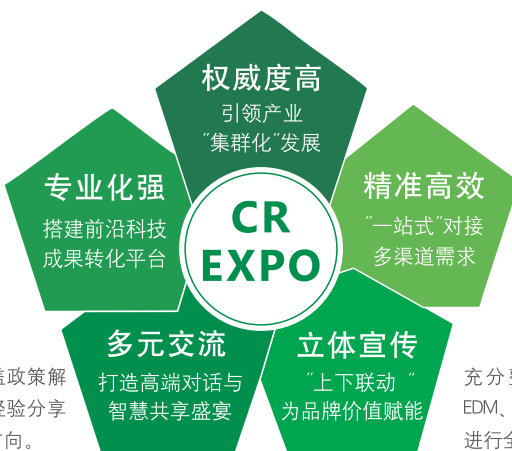 权威度高
引领产业
"集群化"发展
专业化强
搭建前沿科技
成果转化平台
CR
EXPO
精准高效
"一站式"对接
多渠道需求
多元交流
打造高端对话与
智慧共享盛宴
立体宣传
"上下联动 "
为品牌价值赋能
政策解
验分享
向。
充分
EDM、
进行